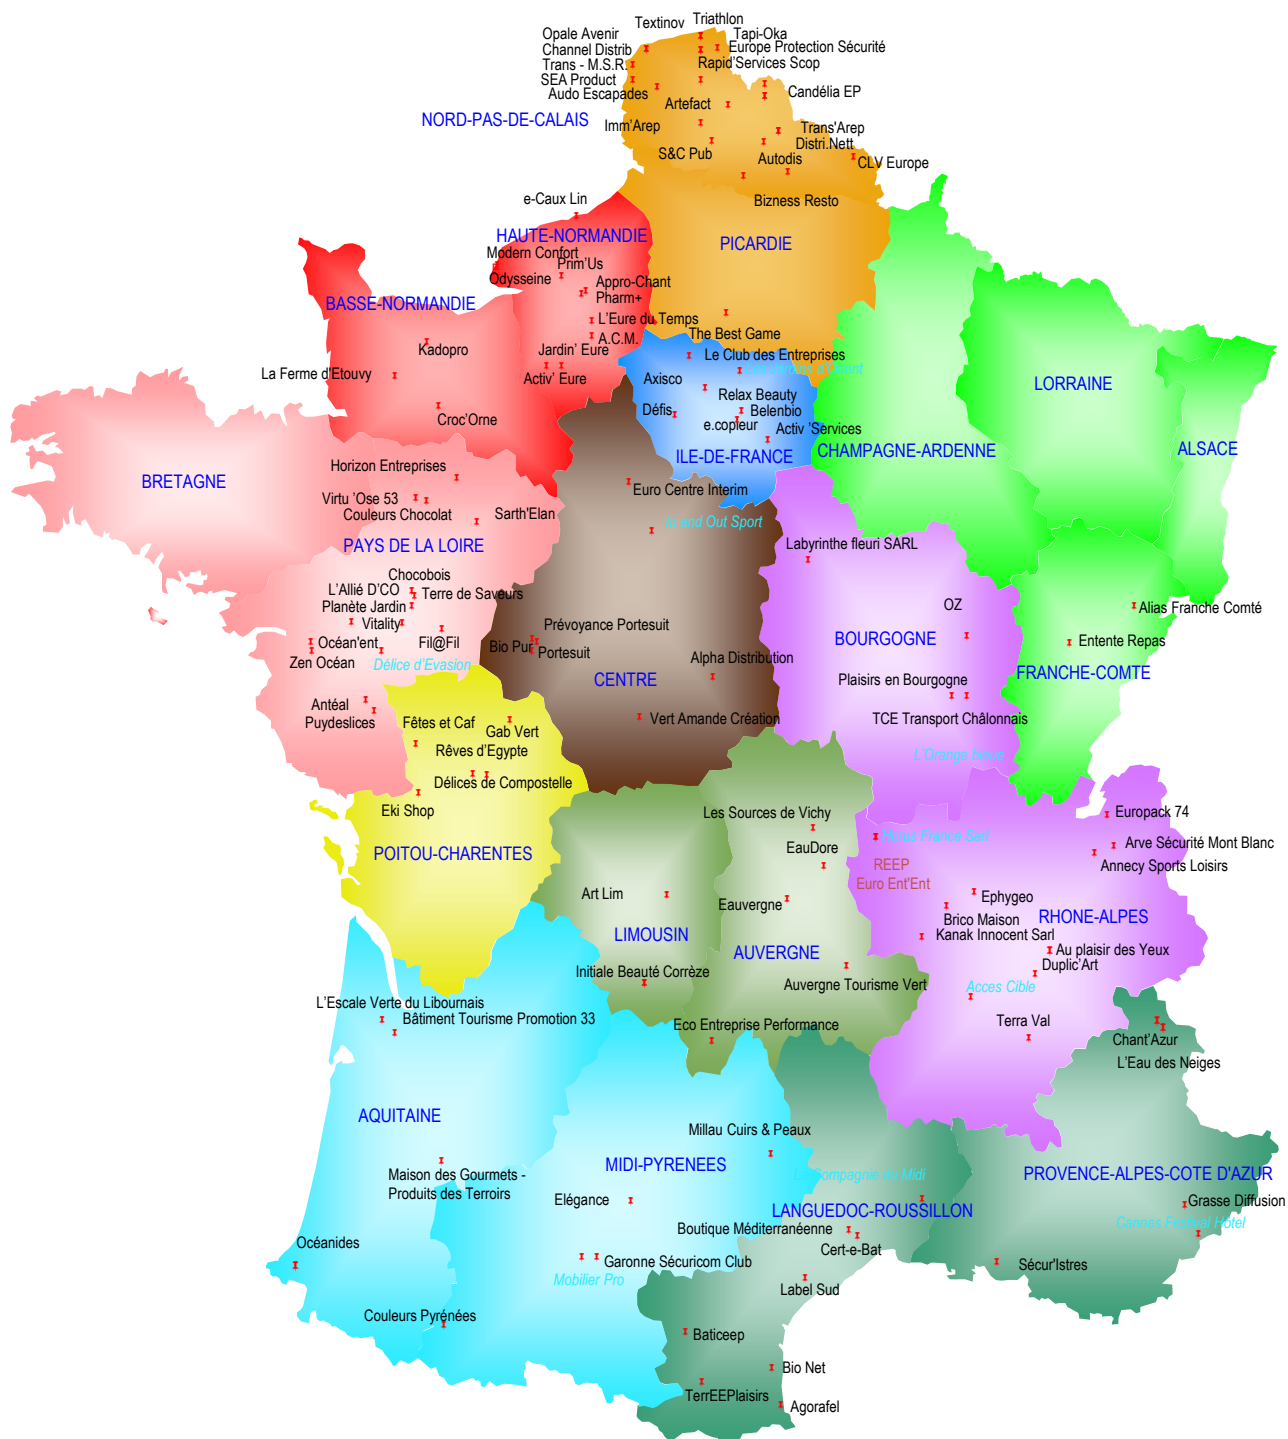 Triathlon
Textinov
Opale Avenir
Tapi-Oka
Channel Distrib
Europe Protection Sécurité
Trans - M.S.R.
Rapid'Services Scop
SEA Product
Audo Escapades
Candélia EP
Artefact
NORD-PAS-DE-CALAIS
Imm'Arep
Trans'Arep
Distri.Nett
S&C Pub
Autodis
CLV Europe
e-Caux Lin
Bizness Resto
HAUTE-NORMANDIE
PICARDIE
Modern Confort
Prim'Us
Odysseine
Appro-Chant
Pharm+
BASSE-NORMANDIE
L'Eure du Temps
The Best Game
A.C.M.
Kadopro
Jardin' Eure
Le Club des Entreprises
Les Jardins d'Orient
La Ferme d'Etouvy
Activ' Eure
Axisco
LORRAINE
Relax Beauty
Croc'Orne
Défis
Belenbio
e.copieur
Activ 'Services
ILE-DE-FRANCE
CHAMPAGNE-ARDENNE
ALSACE
Horizon Entreprises
BRETAGNE
Euro Centre Interim
Virtu 'Ose 53
Couleurs Chocolat
Sarth'Elan
In and Out Sport
PAYS DE LA LOIRE
Labyrinthe fleuri SARL
Chocobois
L'Allié D'CO
Terre de Saveurs
Planète Jardin
OZ
Alias Franche Comté
Vitality
Océan'ent
Fil@Fil
Prévoyance Portesuit
BOURGOGNE
Entente Repas
Bio Pur
Portesuit
Zen Océan
Délice d'Evasion
Alpha Distribution
CENTRE
FRANCHE-COMTE
Plaisirs en Bourgogne
Antéal
Puydeslices
Fêtes et Caf
Gab Vert
Vert Amande Création
TCE Transport Châlonnais
Rêves d'Egypte
L'Orange bleue
Délices de Compostelle
Eki Shop
Les Sources de Vichy
Europack 74
Horus France Sarl
Arve Sécurité Mont Blanc
POITOU-CHARENTES
EauDore
REEP
Annecy Sports Loisirs
Euro Ent'Ent
Art Lim
Eauvergne
Ephygeo
Brico Maison
RHONE-ALPES
LIMOUSIN
Kanak Innocent Sarl
AUVERGNE
Au plaisir des Yeux
Initiale Beauté Corrèze
Duplic'Art
Auvergne Tourisme Vert
Acces Cible
L'Escale Verte du Libournais
Bâtiment Tourisme Promotion 33
Eco Entreprise Performance
Terra Val
Chant'Azur
L'Eau des Neiges
AQUITAINE
Millau Cuirs & Peaux
MIDI-PYRENEES
Maison des Gourmets -
Produits des Terroirs
La Compagnie du Midi
PROVENCE-ALPES-COTE D'AZUR
Elégance
Grasse Diffusion
LANGUEDOC-ROUSSILLON
Boutique Méditerranéenne
Cannes Festival Hôtel
Océanides
Cert-e-Bat
Garonne Sécuricom Club
Sécur'Istres
Mobilier Pro
Label Sud
Couleurs Pyrénées
Baticeep
Bio Net
TerrEEPlaisirs
Agorafel